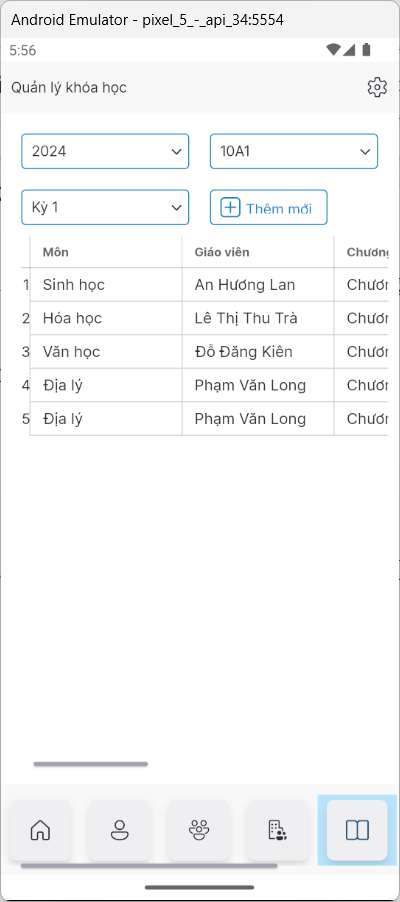 Android Emulator - pixel_5_-_api_34:5554
5:56
Quản lý khóa học
2024 10A1
Kỳ 1 Thêm mới
Môn Giáo viên Chương
1 Sinh học An Hương Lan Chươn
2 Hóa học Lê Thị Thu Trà Chươn
3 Văn học Đỗ Đăng Kiên Chươn
4 Địa lý Phạm Văn Long Chươn
5 Địa lý Phạm Văn Long Chươn